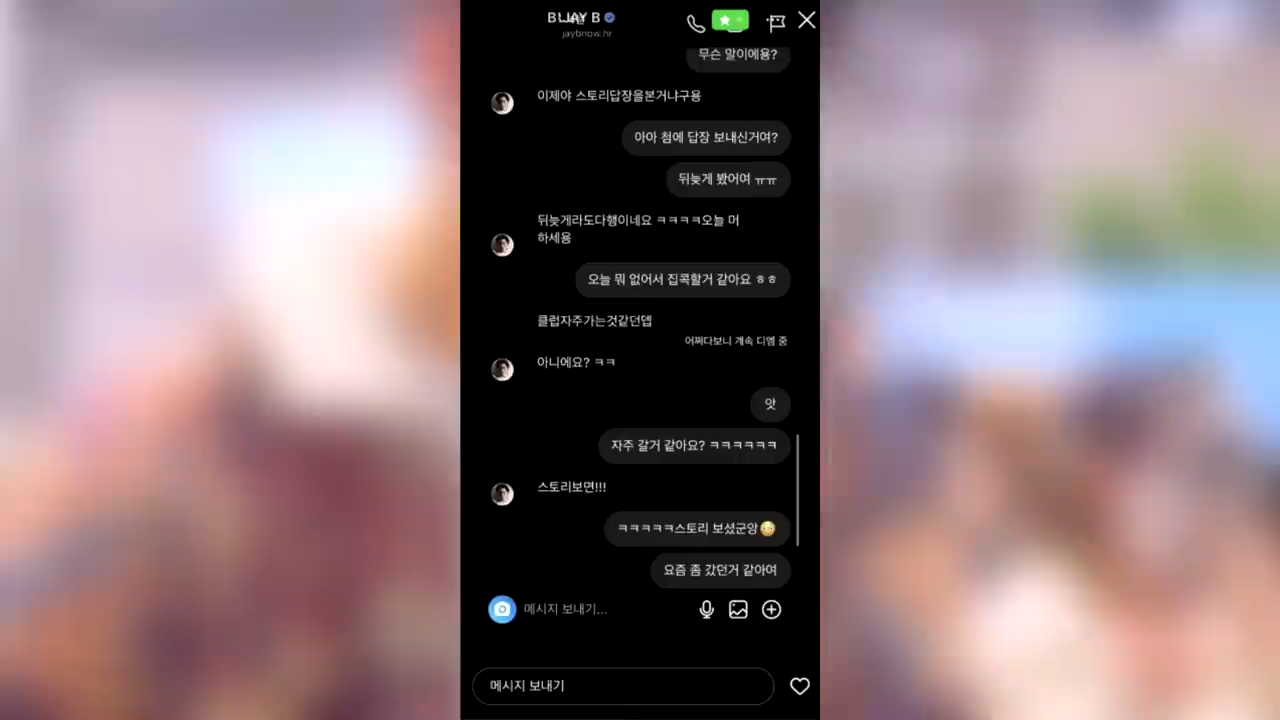 JAY B
jaybnow.hr
무슨 말이에용?
이제야 스토리답장을본거냐구용
아아 첨에 답장 보내신거여?
뒤늦게 봤어여 ㅠㅠ
뒤늦게라도다행이네요 ㅋㅋㅋㅋ오늘 머
하세용
오늘 뭐 없어서 집콕할거 같아요 ㅎㅎ
클럽자주가는것같던뎁
어쩌다보니 계속 디엠 중
아니에요? ㅋㅋ
앗
자주 갈거 같아요? ㅋㅋㅋㅋㅋㅋ
스토리보면!!!
ㅋㅋㅋㅋㅋ스토리 보셨군앙😳
요즘 좀 갔던거 같아여
메시지 보내기...
메시지 보내기